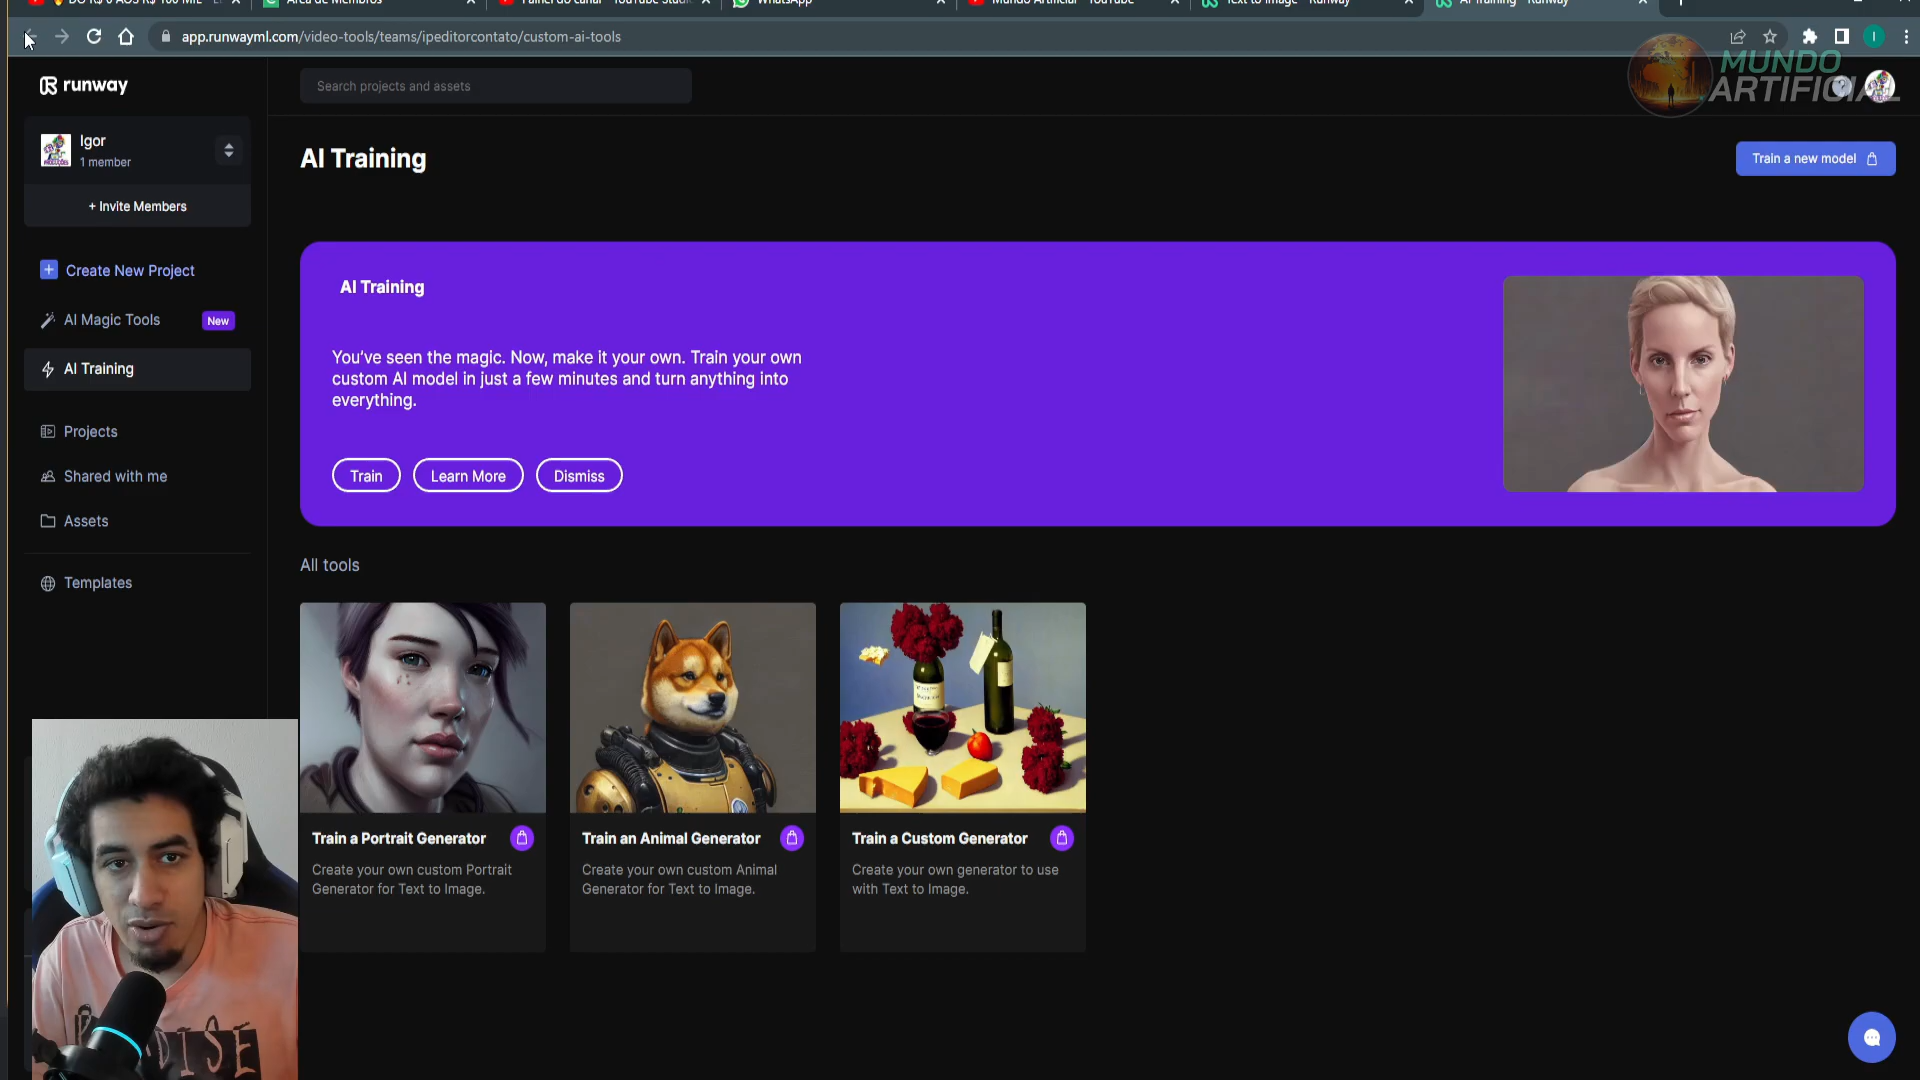 WhatsApp
app.runwayml.com/video-tools/teams/ipeditorcontato/custom-ai-tools
I
MUNDO
ARTIFICIAL
runway
Search projects and assets
Igor
1 member
+ Invite Members
AI Training
Train a new model
Create New Project
AI Magic Tools
New
AI Training
Projects
Shared with me
Assets
Templates
AI Training
You've seen the magic. Now, make it your own. Train your own
custom AI model in just a few minutes and turn anything into
everything.
Train
Learn More
Dismiss
All tools
Train a Portrait Generator
Create your own custom Portrait
Generator for Text to Image.
Train an Animal Generator
Create your own custom Animal
Generator for Text to Image.
Train a Custom Generator
Create your own generator to use
with Text to Image.